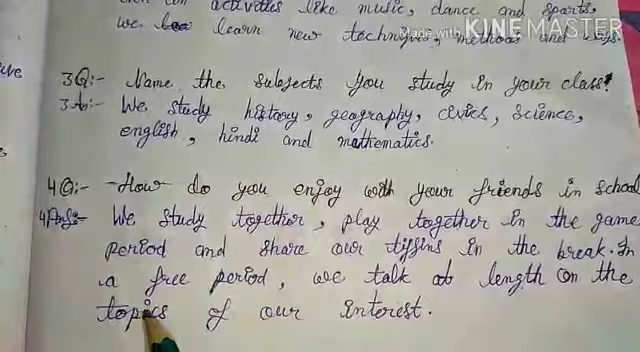 activities like music, dance and sports.
we learn new techniques, methods and
Made with KINEMASTER
3Q:- Name the subjects you study in your class?
3A:- We study history, geography, civics, science,
english, hindi and mathematics.
4Q:- How do you enjoy with your friends in school
4Ans:- We study together, play together in the game
period and share our tiffins in the break. In
a free period, we talk at length on the
topics of our interest.